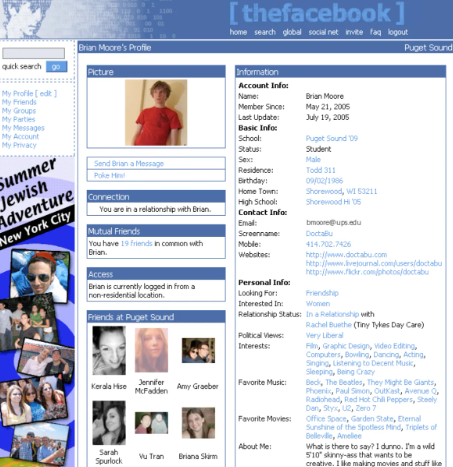 [thefacebook]
home search global social net invite faq logout
Brian Moore's Profile
Puget Sound
quick search go
My Profile [ edit ]
My Friends
My Groups
My Parties
My Messages
My Account
My Privacy
Summer
Jewish
Adventure
New York City
Picture
Send Brian a Message
Poke Him!
Connection
You are in a relationship with Brian.
Mutual Friends
You have 19 friends in common with
Brian.
Access
Brian is currently logged in from a
non-residential location.
Friends at Puget Sound
Kerala Hise
Jennifer
McFadden
Amy Graeber
Sarah
Spurlock
Yu Tran
Briana Skirm
Information
Account Info:
Name: Brian Moore
Member Since: May 21, 2005
Last Update: July 19, 2005
Basic Info:
School: Puget Sound '09
Status: Student
Sex: Male
Residence: Todd 311
Birthday: 09/02/1986
Home Town: Shorewood, WI 53211
High School: Shorewood Hi '05
Contact Info:
Email: bmoore@ups.edu
Screenname: DoctaBu
Mobile: 414.702.7426
Websites: http://www.doctabu.com
http://www.livejournal.com/users/doctabu
http://www.flickr.com/photos/doctabu
Personal Info:
Looking For: Friendship
Interested In: Women
Relationship Status: In a Relationship with
Rachel Buethe (Tiny Tykes Day Care)
Political Views: Very Liberal
Interests: Film, Graphic Design, Video Editing,
Computers, Bowling, Dancing, Acting,
Singing, Listening to Decent Music,
Sleeping, Being Crazy
Favorite Music: Beck, The Beatles, They Might Be Giants,
Phoenix, Paul Simon, OutKast, Avenue Q,
Radiohead, Red Hot Chili Peppers, Steely
Dan, Styx, U2, Zero 7
Favorite Movies: Office Space, Garden State, Eternal
Sunshine of the Spotless Mind, Triplets of
Belleville, Amelie
About Me: What is there to say? I dunno. I'm a wild
5'10" skinny-ass that wants to be
creative. I like making movies and stuff like